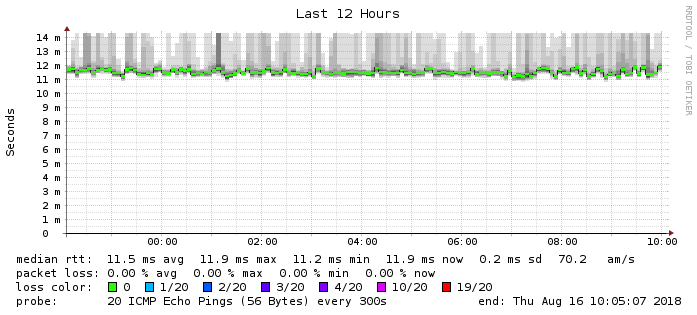 Last 12 Hours
RRDTOOL / TOBI OETIKER
Seconds
14 m
13 m
12 m
11 m
10 m
9 m
8 m
7 m
6 m
5 m
4 m
3 m
2 m
1 m
0
00:00 02:00 04:00 06:00 08:00 10:00
median rtt: 11.5 ms avg 11.9 ms max 11.2 ms min 11.9 ms now 0.2 ms sd 70.2 am/s
packet loss: 0.00 % avg 0.00 % max 0.00 % min 0.00 % now
loss color: 0 1/20 2/20 3/20 4/20 10/20 19/20
probe: 20 ICMP Echo Pings (56 Bytes) every 300s end: Thu Aug 16 10:05:07 2018